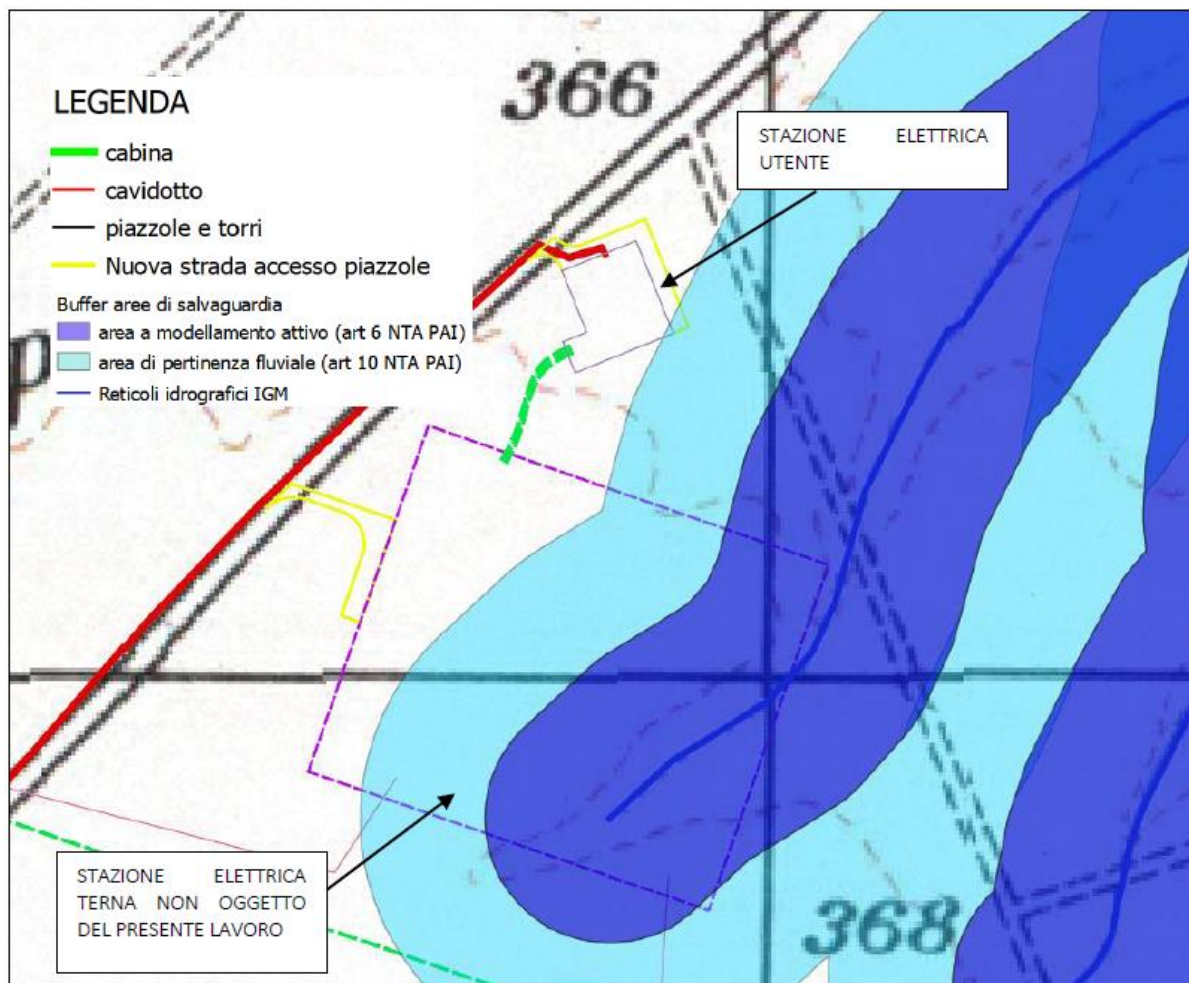 366
LEGENDA
cabina
cavidotto
piazzole e torri
Nuova strada accesso piazzole
Buffer aree di salvaguardia
area a modellamento attivo (art 6 NTA PAI)
area di pertinenza fluviale (art 10 NTA PAI)
Reticoli idrografici IGM
STAZIONE ELETTRICA
UTENTE
STAZIONE ELETTRICA
TERNA NON OGGETTO
DEL PRESENTE LAVORO
368